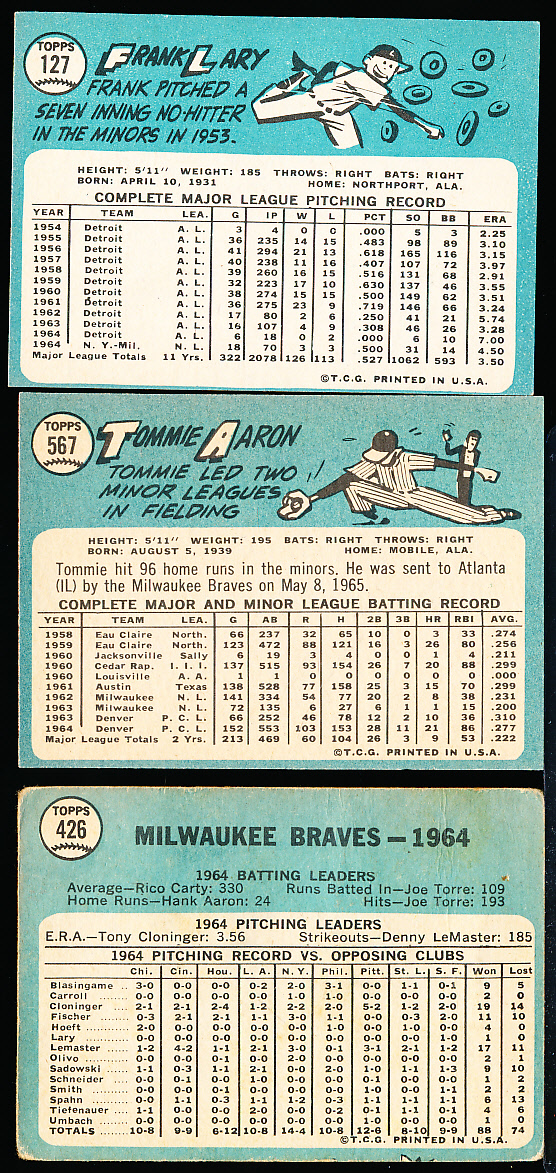 TOPPS
127
FRANK LARY
FRANK PITCHED A
SEVEN INNING NO-HITTER
IN THE MINORS IN 1953.
HEIGHT: 5'11" WEIGHT: 185 THROWS: RIGHT BATS: RIGHT
BORN: APRIL 10, 1931 HOME: NORTHPORT, ALA.
COMPLETE MAJOR LEAGUE PITCHING RECORD
YEAR TEAM LEA. G IP W L PCT SO BB ERA
1954 Detroit A. L. 3 4 0 0 .000 5 3 2.25
1955 Detroit A. L. 36 235 14 15 .483 98 89 3.10
1956 Detroit A. L. 41 294 21 13 .618 165 116 3.15
1957 Detroit A. L. 40 238 11 16 .407 107 72 3.97
1958 Detroit A. L. 39 260 16 15 .516 131 68 2.91
1959 Detroit A. L. 32 223 17 10 .630 137 46 3.55
1960 Detroit A. L. 38 274 15 15 .500 149 62 3.51
1961 Detroit A. L. 36 275 23 9 .719 146 66 3.24
1962 Detroit A. L. 17 80 2 6 .250 41 21 5.74
1963 Detroit A. L. 16 107 4 9 .308 46 26 3.28
1964 Detroit A. L. 6 18 0 2 .000 6 10 7.00
1964 N. Y.-Mil. N. L. 18 70 3 3 .500 31 14 4.50
Major League Totals 11 Yrs. 322 2078 126 113 .527 1062 593 3.50
©T.C.G. PRINTED IN U.S.A.
TOPPS
567
TOMMIE AARON
TOMMIE LED TWO
MINOR LEAGUES
IN FIELDING
HEIGHT: 5'11" WEIGHT: 195 BATS: RIGHT THROWS: RIGHT
BORN: AUGUST 5, 1939 HOME: MOBILE, ALA.
Tommie hit 96 home runs in the minors. He was sent to Atlanta
(IL) by the Milwaukee Braves on May 8, 1965.
COMPLETE MAJOR AND MINOR LEAGUE BATTING RECORD
YEAR TEAM LEA. G AB R H 2B 3B HR RBI AVG.
1958 Eau Claire North. 66 237 32 65 10 0 3 33 .274
1959 Eau Claire North. 123 472 88 121 16 3 26 80 .256
1960 Jacksonville Sally 6 19 3 4 0 0 1 4 .211
1960 Cedar Rap. I. I. I. 137 515 93 154 26 7 20 88 .299
1960 Louisville A. A. 1 1 0 0 0 0 0 0 .000
1961 Austin Texas 138 528 77 158 25 3 15 70 .299
1962 Milwaukee N. L. 141 334 54 77 20 2 8 38 .231
1963 Milwaukee N. L. 72 135 6 27 6 1 1 15 .200
1963 Denver P. C. L. 66 252 46 78 12 2 10 36 .310
1964 Denver P. C. L. 152 553 103 153 28 11 21 86 .277
Major League Totals 2 Yrs. 213 469 60 104 26 3 9 53 .222
©T.C.G. PRINTED IN U.S.A.
TOPPS
426
MILWAUKEE BRAVES—1964
1964 BATTING LEADERS
Average—Rico Carty: 330 Runs Batted In—Joe Torre: 109
Home Runs—Hank Aaron: 24 Hits—Joe Torre: 193
1964 PITCHING LEADERS
E.R.A.—Tony Cloninger: 3.56 Strikeouts—Denny LeMaster: 185
1964 PITCHING RECORD VS. OPPOSING CLUBS
Chi. Cin. Hou. L. A. N. Y. Phil. Pitt. St. L. S. F. Won Lost
Blasingame .. 3-0 0-0 0-0 0-2 2-0 3-1 0-0 1-1 0-1 9 5
Carroll .... 0-0 0-0 0-0 0-0 1-0 1-0 0-0 0-0 0-0 2 0
Cloninger .. 2-1 2-1 2-4 1-2 2-2 2-0 5-2 1-2 2-0 19 14
Fischer .... 0-3 2-1 2-1 1-1 3-0 1-1 0-0 0-3 2-0 11 10
Hoeft ...... 2-0 0-0 0-0 0-0 0-0 1-0 0-0 1-0 0-0 4 0
Lary ....... 0-0 0-0 0-0 0-0 0-0 0-0 0-0 0-0 1-0 1 0
Lemaster ... 1-2 4-2 1-1 2-1 3-0 0-1 3-1 1-2 2-1 17 11
Olivo ...... 0-0 0-0 0-1 0-0 2-0 0-0 0-0 0-0 0-0 2 1
Sadowski ... 1-1 0-3 1-1 2-1 0-0 2-0 1-0 1-1 1-3 9 10
Schneider ... 0-0 0-1 0-0 1-0 0-0 0-0 0-0 0-1 0-0 1 2
Smith ...... 0-0 0-0 0-1 0-0 0-0 0-0 1-0 0-0 1-1 2 2
Spahn ...... 0-1 1-1 0-3 1-1 1-2 0-3 1-1 1-0 1-1 6 13
Tiefenauer .. 1-1 0-0 0-0 2-0 0-0 0-2 0-1 1-1 0-1 4 6
Umbach .... 0-0 0-0 0-0 0-0 0-0 0-0 1-0 0-0 0-0 1 0
TOTALS ..... 10-8 9-9 6-12 10-8 14-4 10-8 12-6 8-10 9-9 88 74
©T.C.G. PRINTED IN U.S.A.